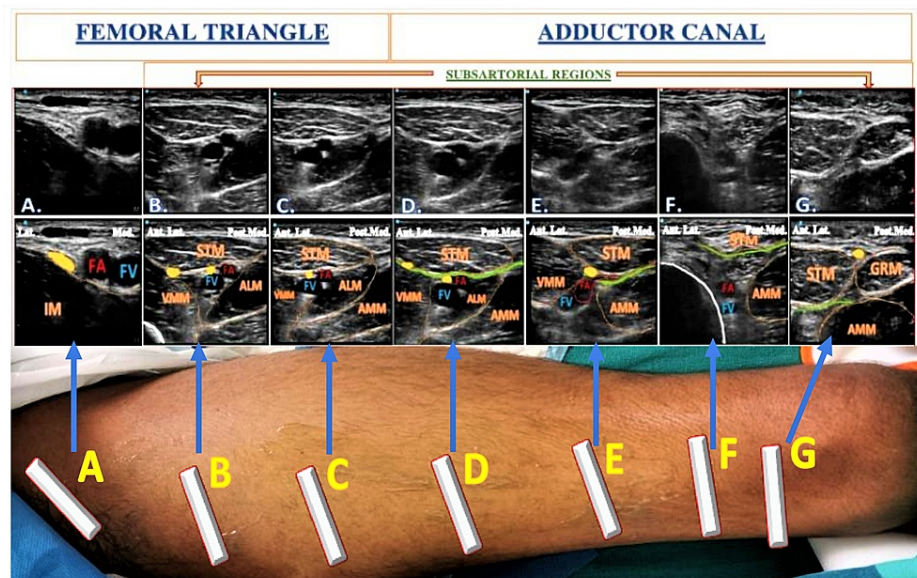 FEMORAL TRIANGLE
ADDUCTOR CANAL
SUBSARTORIAL REGIONS
A.
B.
C.
D.
E.
F.
G.
Lat.
Med.
FA
FV
IM
Ant. Lat.
Post.Med.
STM
FA
FV
VMM
ALM
Ant. Lat.
Post.Med.
STM
FA
FV
VMM
ALM
AMM
Ant. Lat.
Post.Med.
STM
VMM
FA
FV
ALM
AMM
Ant. Lat.
Post.Med.
STM
VMM
FA
FV
AMM
Ant. Lat.
Post.Med.
STM
FA
FV
AMM
Ant. Lat.
Post.Med.
STM
GRM
AMM
A
B
C
D
E
F
G